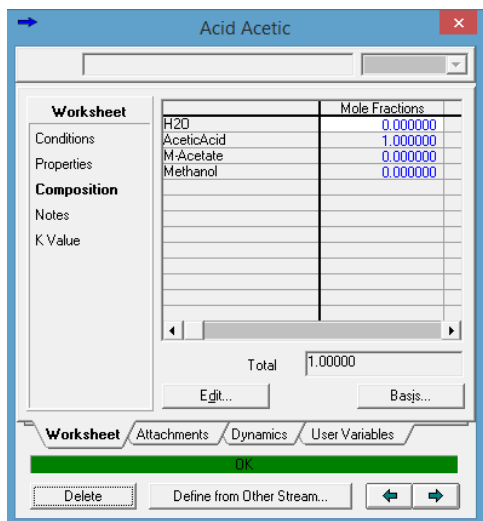 Acid Acetic
Worksheet
Conditions
Properties
Composition
Notes
K Value
Mole Fractions
H2O 0.000000
AceticAcid 1.000000
M-Acetate 0.000000
Methanol 0.000000
Total 1.00000
Edit... Basis...
Worksheet Attachments Dynamics User Variables
OK
Delete Define from Other Stream...